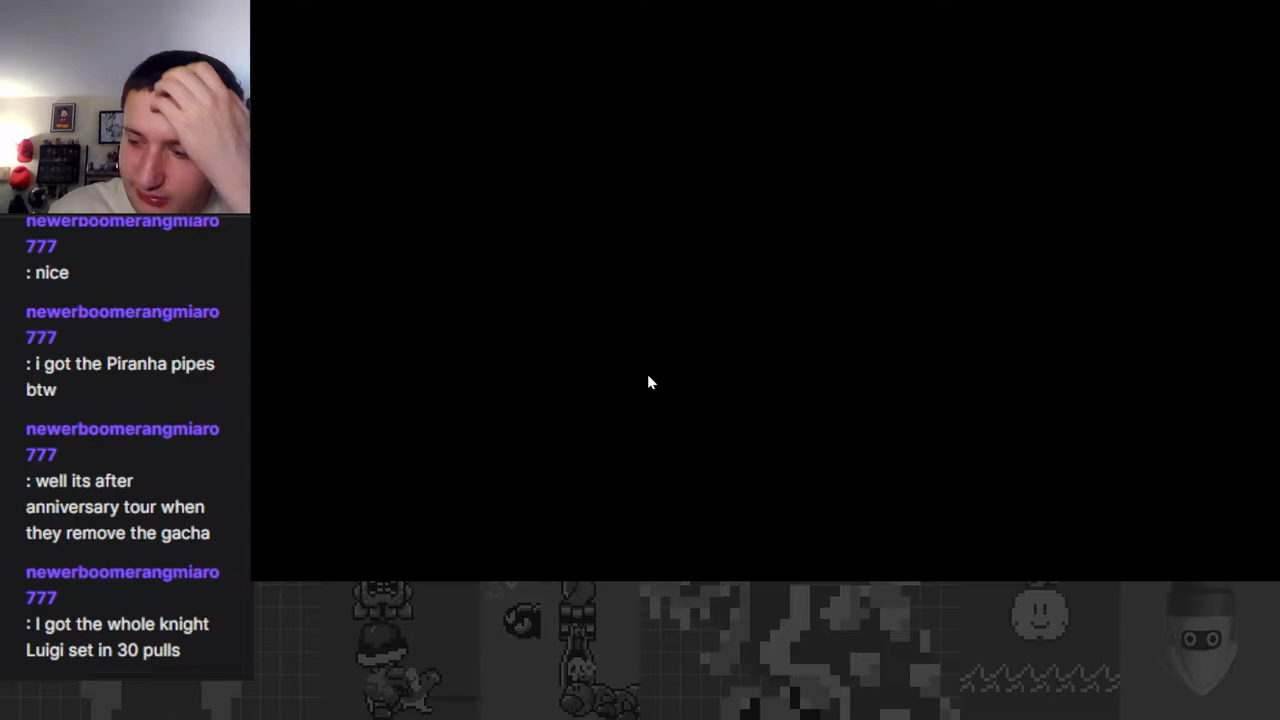 newerboomerangmiaro
777
: nice
newerboomerangmiaro
777
: i got the Piranha pipes
btw
newerboomerangmiaro
777
: well its after
anniversary tour when
they remove the gacha
newerboomerangmiaro
777
: I got the whole knight
Luigi set in 30 pulls